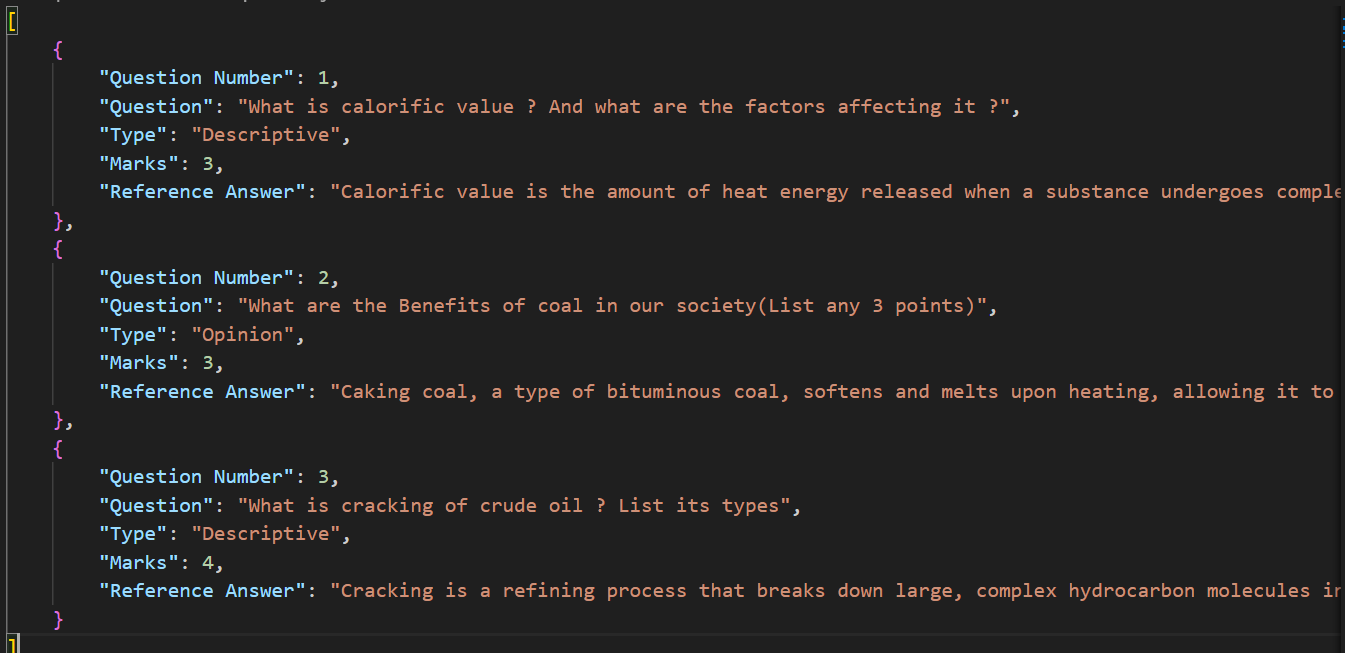 [
{
"Question Number": 1,
"Question": "What is calorific value ? And what are the factors affecting it ?",
"Type": "Descriptive",
"Marks": 3,
"Reference Answer": "Calorific value is the amount of heat energy released when a substance undergoes comple
},
{
"Question Number": 2,
"Question": "What are the Benefits of coal in our society(List any 3 points)",
"Type": "Opinion",
"Marks": 3,
"Reference Answer": "Caking coal, a type of bituminous coal, softens and melts upon heating, allowing it to
},
{
"Question Number": 3,
"Question": "What is cracking of crude oil ? List its types",
"Type": "Descriptive",
"Marks": 4,
"Reference Answer": "Cracking is a refining process that breaks down large, complex hydrocarbon molecules in
}
]